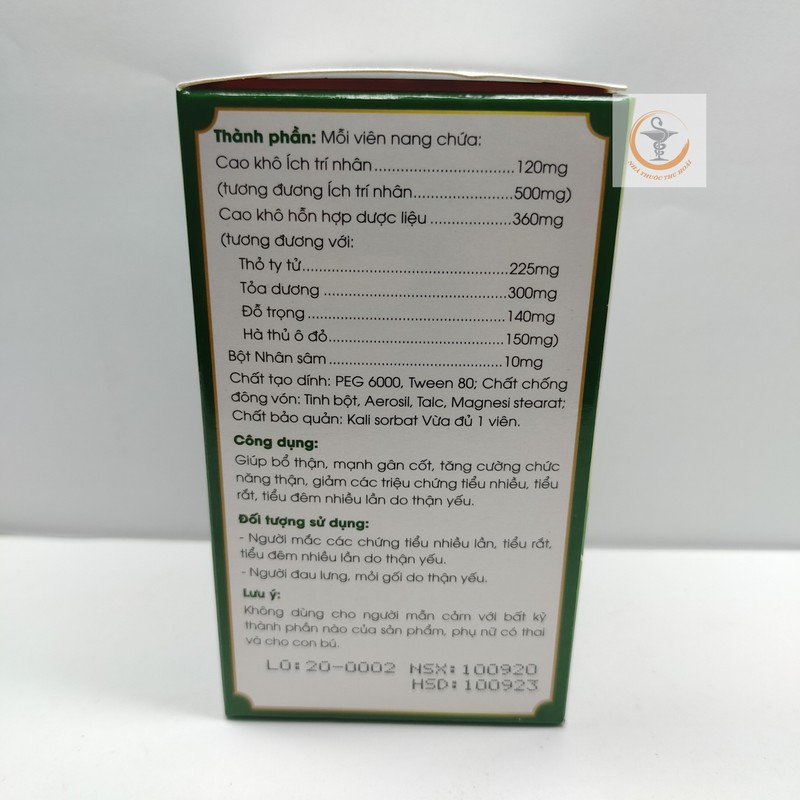 Thành phần: Mỗi viên nang chứa:
Cao khô Ích trí nhân..............................120mg
(tương đương Ích trí nhân.....................500mg)
Cao khô hỗn hợp dược liệu..................360mg
(tương đương với:
Thỏ ty tử............................................225mg
Tỏa dương........................................300mg
Đỗ trọng............................................140mg
Hà thủ ô đỏ......................................150mg)
Bột Nhân sâm......................................10mg
Chất tạo dính: PEG 6000, Tween 80; Chất chống
đông vón: Tinh bột, Aerosil, Talc, Magnesi stearat;
Chất bảo quản: Kali sorbat Vừa đủ 1 viên.
Công dụng:
Giúp bổ thận, mạnh gân cốt, tăng cường chức
năng thận, giảm các triệu chứng tiểu nhiều, tiểu
rắt, tiểu đêm nhiều lần do thận yếu.
Đối tượng sử dụng:
- Người mắc các chứng tiểu nhiều lần, tiểu rắt,
tiểu đêm nhiều lần do thận yếu.
- Người đau lưng, mỏi gối do thận yếu.
Lưu ý:
Không dùng cho người mẫn cảm với bất kỳ
thành phần nào của sản phẩm, phụ nữ có thai
và cho con bú.
LO:20-0002 NSX:100920
HSD:100923
NHÀ THUỐC THU HOÀI